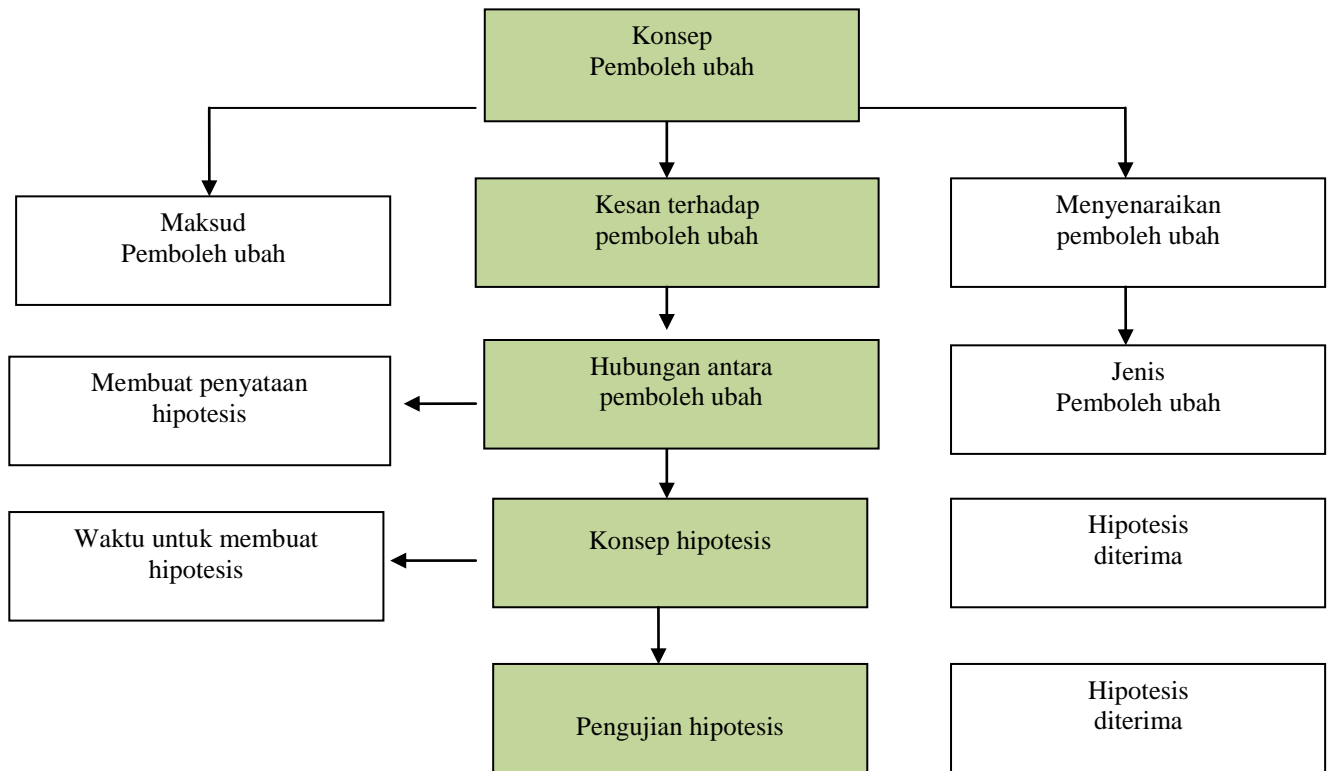 Konsep
Pemboleh ubah
Maksud
Pemboleh ubah
Kesan terhadap
pemboleh ubah
Menyenaraikan
pemboleh ubah
Membuat penyataan
hipotesis
Hubungan antara
pemboleh ubah
Jenis
Pemboleh ubah
Waktu untuk membuat
hipotesis
Konsep hipotesis
Hipotesis
diterima
Pengujian hipotesis
Hipotesis
diterima